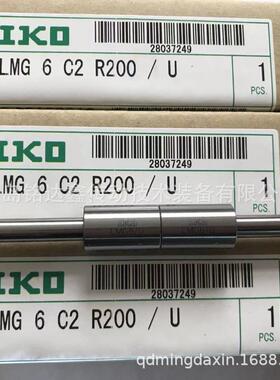 IKO
28037249
LMG 6 C2 R200 / U
1
PCS.
IKO
28037249
LMG 6 C2 R200 / U
1
PCS.
IKO
28037249
LMG 6 C2 R200 / U
1
PCS.
qdmingdaxin.1688.